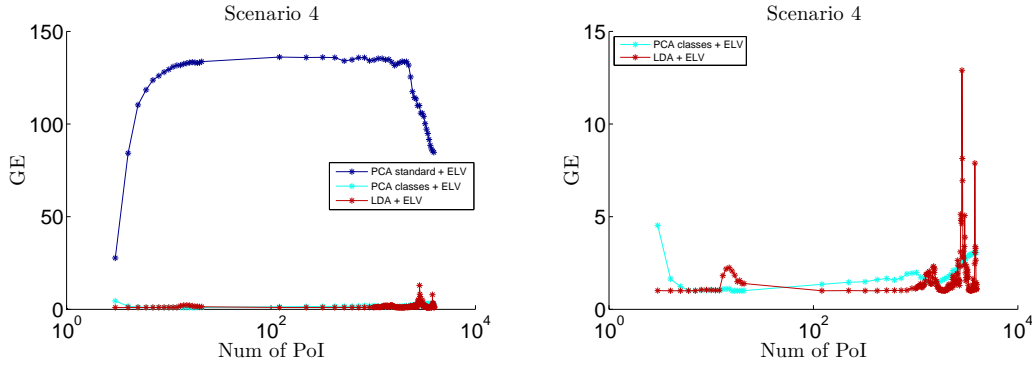 Scenario 4
150
100
50
0
GE
PCA standard + ELV
PCA classes + ELV
LDA + ELV
10^0
10^2
10^4
Num of PoI
Scenario 4
15
10
5
0
GE
PCA classes + ELV
LDA + ELV
10^0
10^2
10^4
Num of PoI